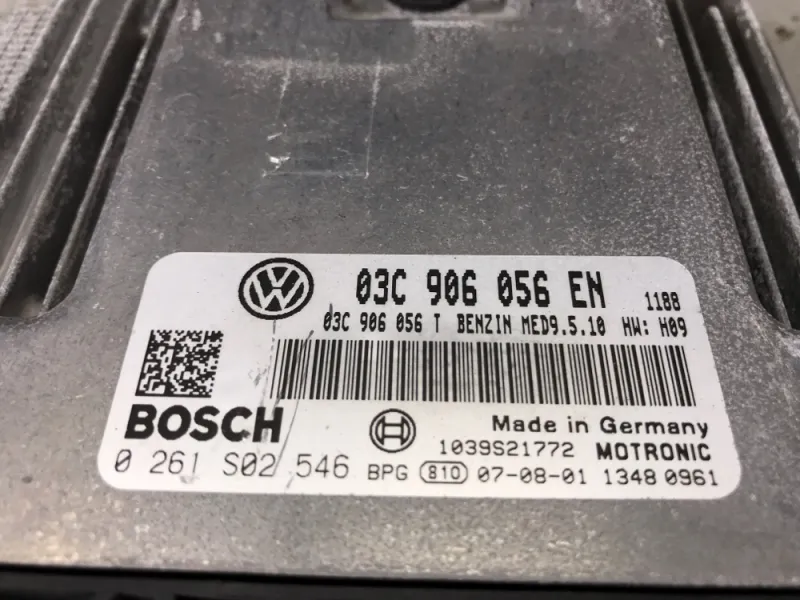 03C 906 056 EN 1188
03C 906 056 T BENZIN MED9.5.10 HW: H09
BOSCH
Made in Germany
1039S21772 MOTRONIC
0 261 S02 546 BPG 810 07-08-01 1348 0961